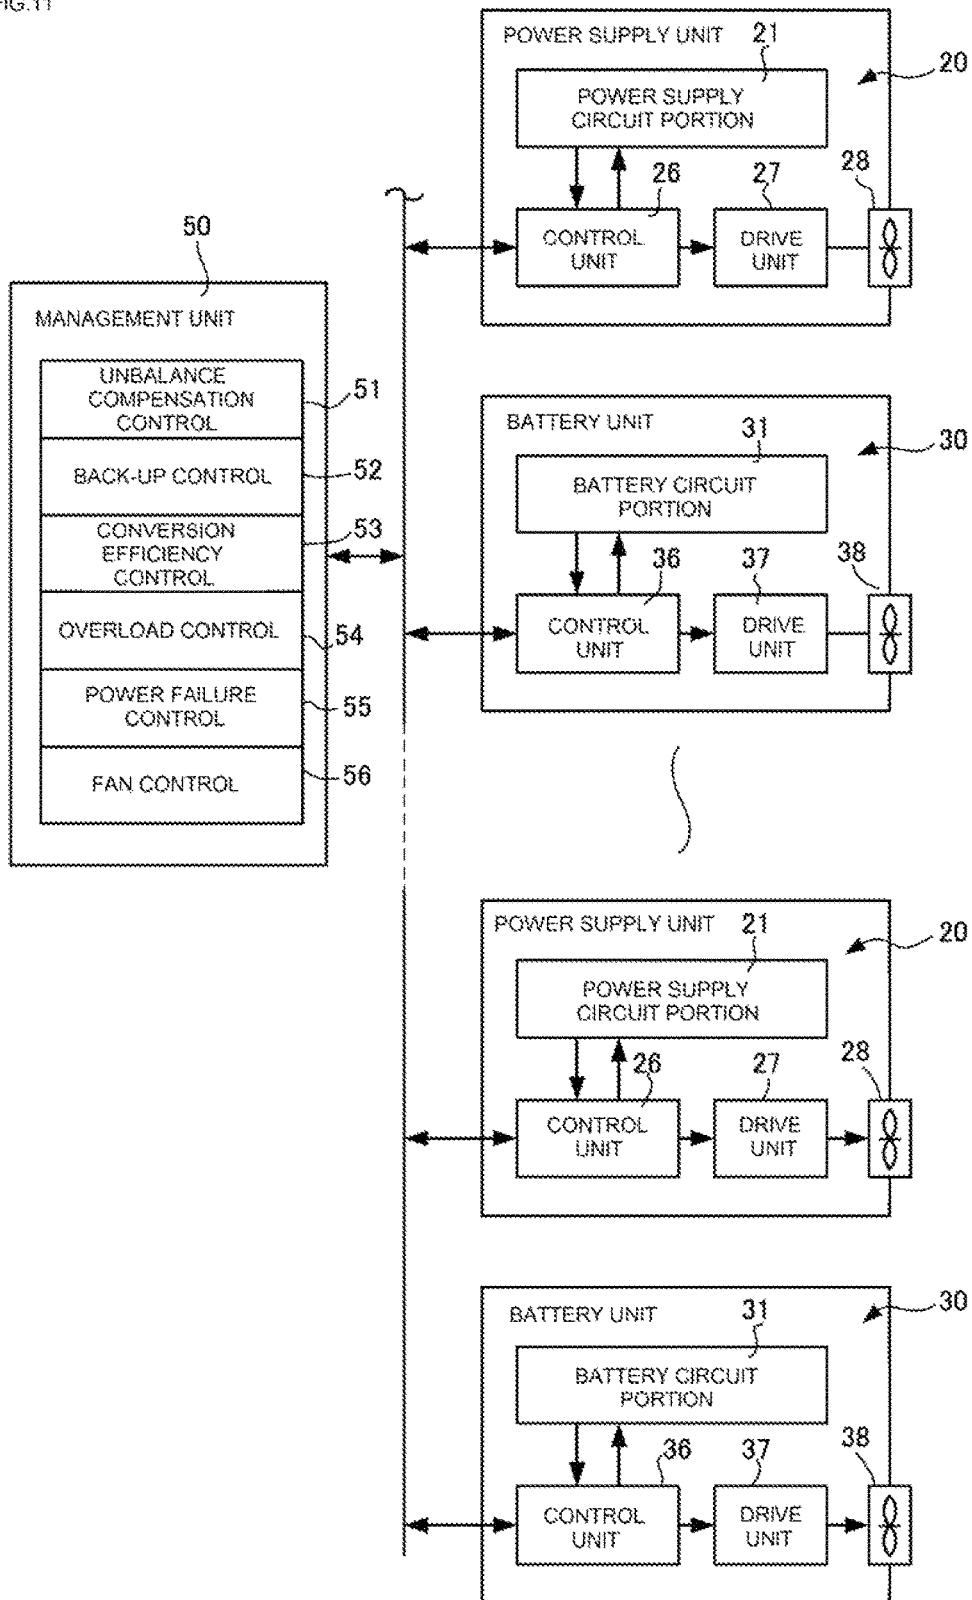 FIG.11
POWER SUPPLY UNIT
21
20
POWER SUPPLY
CIRCUIT PORTION
26
27
28
CONTROL
UNIT
DRIVE
UNIT
50
MANAGEMENT UNIT
UNBALANCE
COMPENSATION
CONTROL
51
BACK-UP CONTROL
52
CONVERSION
EFFICIENCY
CONTROL
53
OVERLOAD CONTROL
54
POWER FAILURE
CONTROL
55
FAN CONTROL
56
BATTERY UNIT
31
30
BATTERY CIRCUIT
PORTION
36
37
38
CONTROL
UNIT
DRIVE
UNIT
POWER SUPPLY UNIT
21
20
POWER SUPPLY
CIRCUIT PORTION
26
27
28
CONTROL
UNIT
DRIVE
UNIT
BATTERY UNIT
31
30
BATTERY CIRCUIT
PORTION
36
37
38
CONTROL
UNIT
DRIVE
UNIT